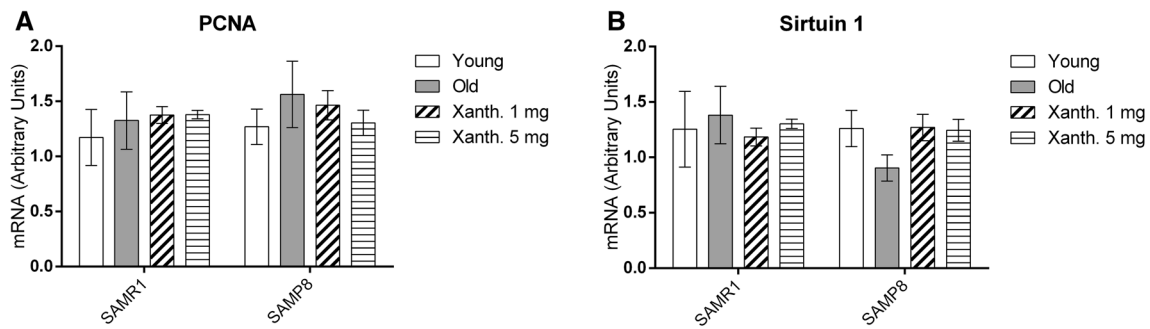 A
PCNA
mRNA (Arbitrary Units)
2.0
1.5
1.0
0.5
0.0
SAMR1
SAMP8
Young
Old
Xanth. 1 mg
Xanth. 5 mg
B
Sirtuin 1
mRNA (Arbitrary Units)
2.0
1.5
1.0
0.5
0.0
SAMR1
SAMP8
Young
Old
Xanth. 1 mg
Xanth. 5 mg